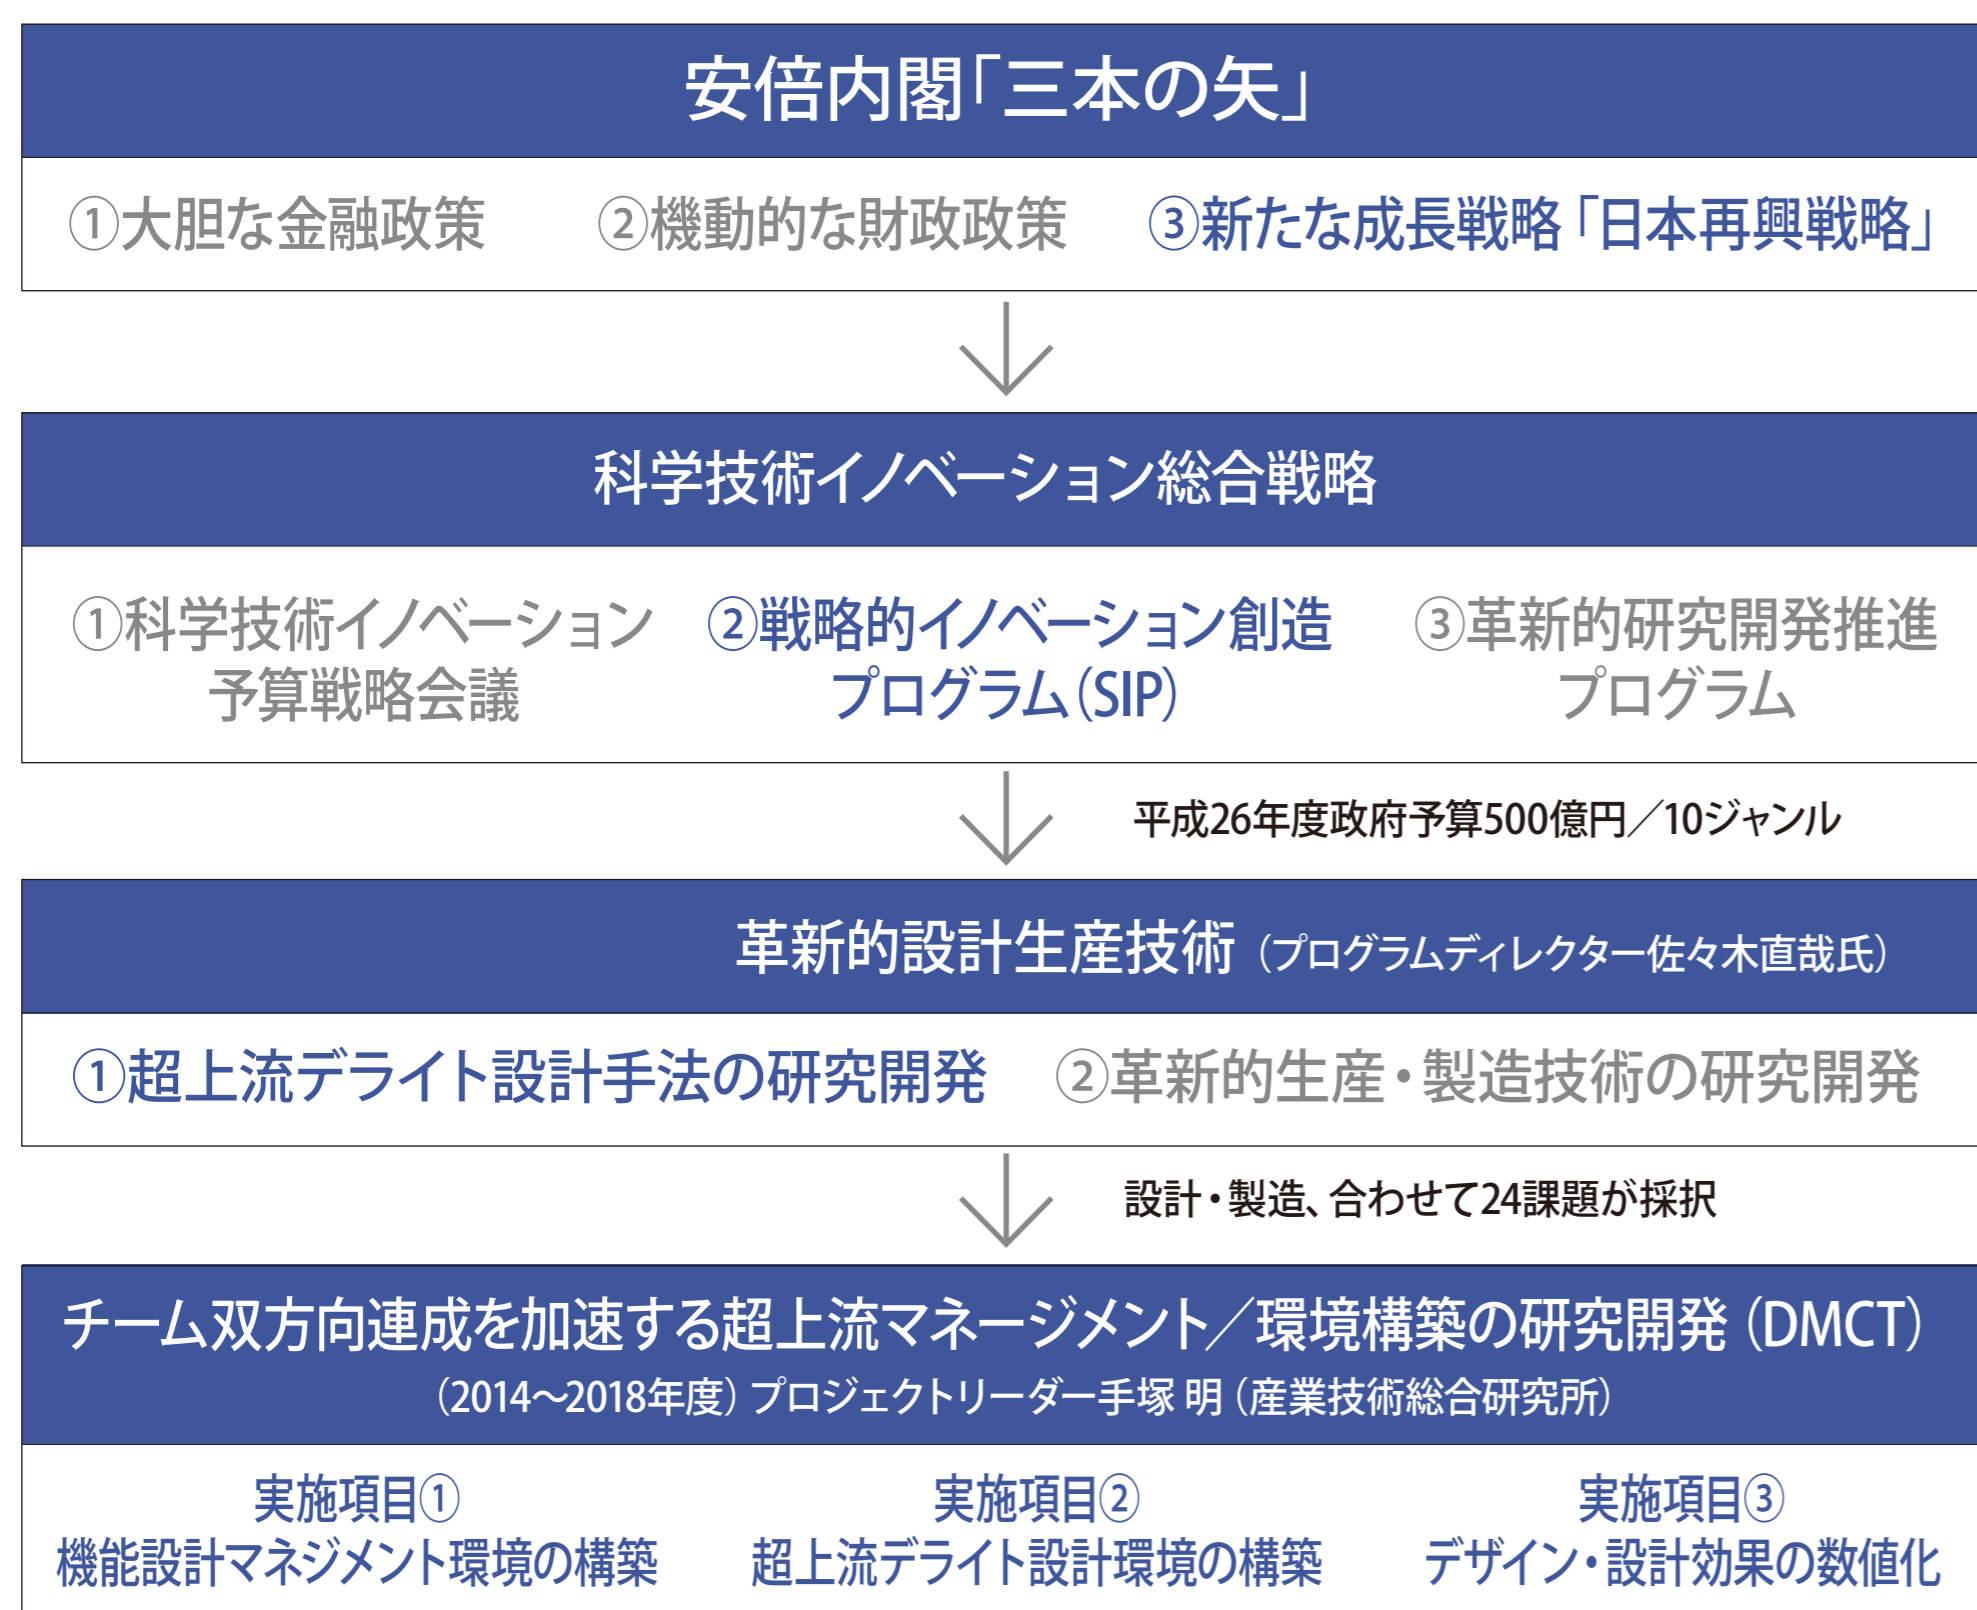 安倍内閣「三本の矢」
①大胆な金融政策 ②機動的な財政政策 ③新たな成長戦略「日本再興戦略」
科学技術イノベーション総合戦略
①科学技術イノベーション
予算戦略会議
②戦略的イノベーション創造
プログラム（SIP）
③革新的研究開発推進
プログラム
平成26年度政府予算500億円／10ジャンル
革新的設計生産技術（プログラムディレクター佐々木直哉氏）
①超上流デライト設計手法の研究開発 ②革新的生産・製造技術の研究開発
設計・製造、合わせて24課題が採択
チーム双方向連成を加速する超上流マネージメント／環境構築の研究開発（DMCT）
（2014〜2018年度）プロジェクトリーダー手塚 明（産業技術総合研究所）
実施項目①
機能設計マネジメント環境の構築
実施項目②
超上流デライト設計環境の構築
実施項目③
デザイン・設計効果の数値化